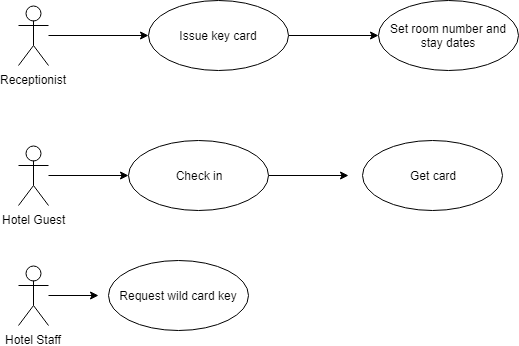 Issue key card
Set room number and
stay dates
Receptionist
Check in
Get card
Hotel Guest
Request wild card key
Hotel Staff